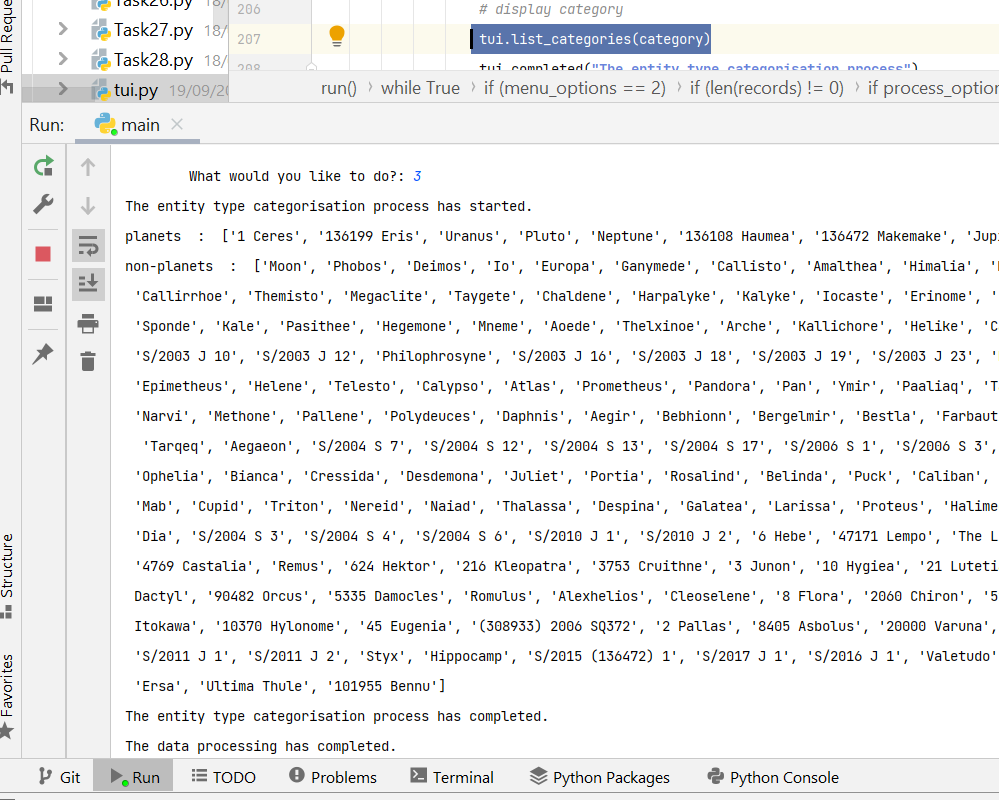 Task26.py 18/
Task27.py 18/
Task28.py 18/
tui.py 19/09/20
206 # display category
207 tui.list_categories(category)
208 tui.completed("The entity type categorisation process")
run() › while True › if (menu_options == 2) › if (len(records) != 0) › if process_option
Run: main
What would you like to do?: 3
The entity type categorisation process has started.
planets : ['1 Ceres', '136199 Eris', 'Uranus', 'Pluto', 'Neptune', '136108 Haumea', '136472 Makemake', 'Jupi
non-planets : ['Moon', 'Phobos', 'Deimos', 'Io', 'Europa', 'Ganymede', 'Callisto', 'Amalthea', 'Himalia', '
'Callirrhoe', 'Themisto', 'Megaclite', 'Taygete', 'Chaldene', 'Harpalyke', 'Kalyke', 'Iocaste', 'Erinome', '
'Sponde', 'Kale', 'Pasithee', 'Hegemone', 'Mneme', 'Aoede', 'Thelxinoe', 'Arche', 'Kallichore', 'Helike', 'C
'S/2003 J 10', 'S/2003 J 12', 'Philophrosyne', 'S/2003 J 16', 'S/2003 J 18', 'S/2003 J 19', 'S/2003 J 23', '
'Epimetheus', 'Helene', 'Telesto', 'Calypso', 'Atlas', 'Prometheus', 'Pandora', 'Pan', 'Ymir', 'Paaliaq', 'T
'Narvi', 'Methone', 'Pallene', 'Polydeuces', 'Daphnis', 'Aegir', 'Bebhionn', 'Bergelmir', 'Bestla', 'Farbaut
'Tarqeq', 'Aegaeon', 'S/2004 S 7', 'S/2004 S 12', 'S/2004 S 13', 'S/2004 S 17', 'S/2006 S 1', 'S/2006 S 3',
'Ophelia', 'Bianca', 'Cressida', 'Desdemona', 'Juliet', 'Portia', 'Rosalind', 'Belinda', 'Puck', 'Caliban',
'Mab', 'Cupid', 'Triton', 'Nereid', 'Naiad', 'Thalassa', 'Despina', 'Galatea', 'Larissa', 'Proteus', 'Halime
'Dia', 'S/2004 S 3', 'S/2004 S 4', 'S/2004 S 6', 'S/2010 J 1', 'S/2010 J 2', '6 Hebe', '47171 Lempo', 'The L
'4769 Castalia', 'Remus', '624 Hektor', '216 Kleopatra', '3753 Cruithne', '3 Junon', '10 Hygiea', '21 Luteti
Dactyl', '90482 Orcus', '5335 Damocles', 'Romulus', 'Alexhelios', 'Cleoselene', '8 Flora', '2060 Chiron', '5
Itokawa', '10370 Hylonome', '45 Eugenia', '(308933) 2006 SQ372', '2 Pallas', '8405 Asbolus', '20000 Varuna',
'S/2011 J 1', 'S/2011 J 2', 'Styx', 'Hippocamp', 'S/2015 (136472) 1', 'S/2017 J 1', 'S/2016 J 1', 'Valetudo'
'Ersa', 'Ultima Thule', '101955 Bennu']
The entity type categorisation process has completed.
The data processing has completed.
Pull Reque
Structure
Favorites
Git Run TODO Problems Terminal Python Packages Python Console